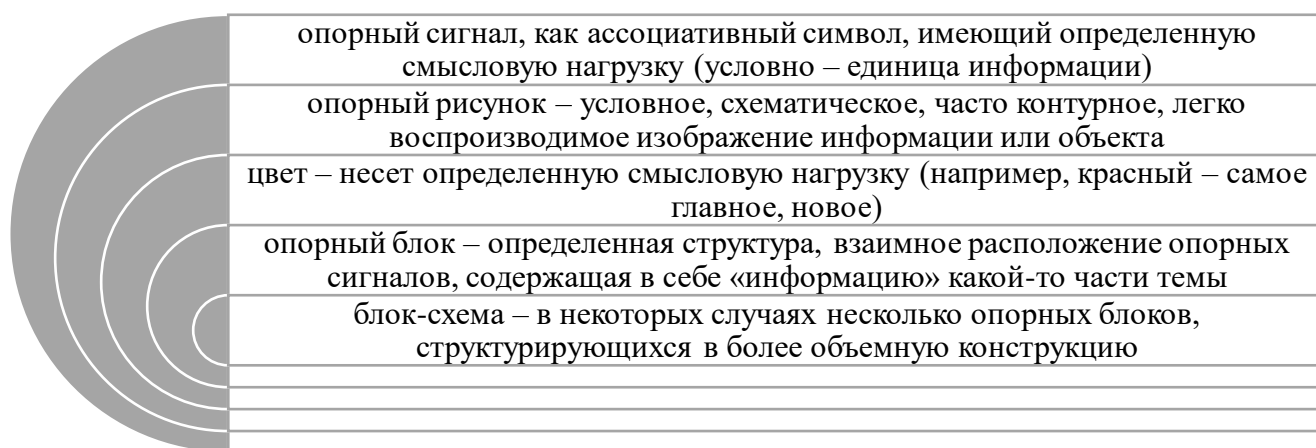 опорный сигнал, как ассоциативный символ, имеющий определенную
смысловую нагрузку (условно – единица информации)
опорный рисунок – условное, схематическое, часто контурное, легко
воспроизводимое изображение информации или объекта
цвет – несет определенную смысловую нагрузку (например, красный – самое
главное, новое)
опорный блок – определенная структура, взаимное расположение опорных
сигналов, содержащая в себе «информацию» какой-то части темы
блок-схема – в некоторых случаях несколько опорных блоков,
структурирующихся в более объемную конструкцию